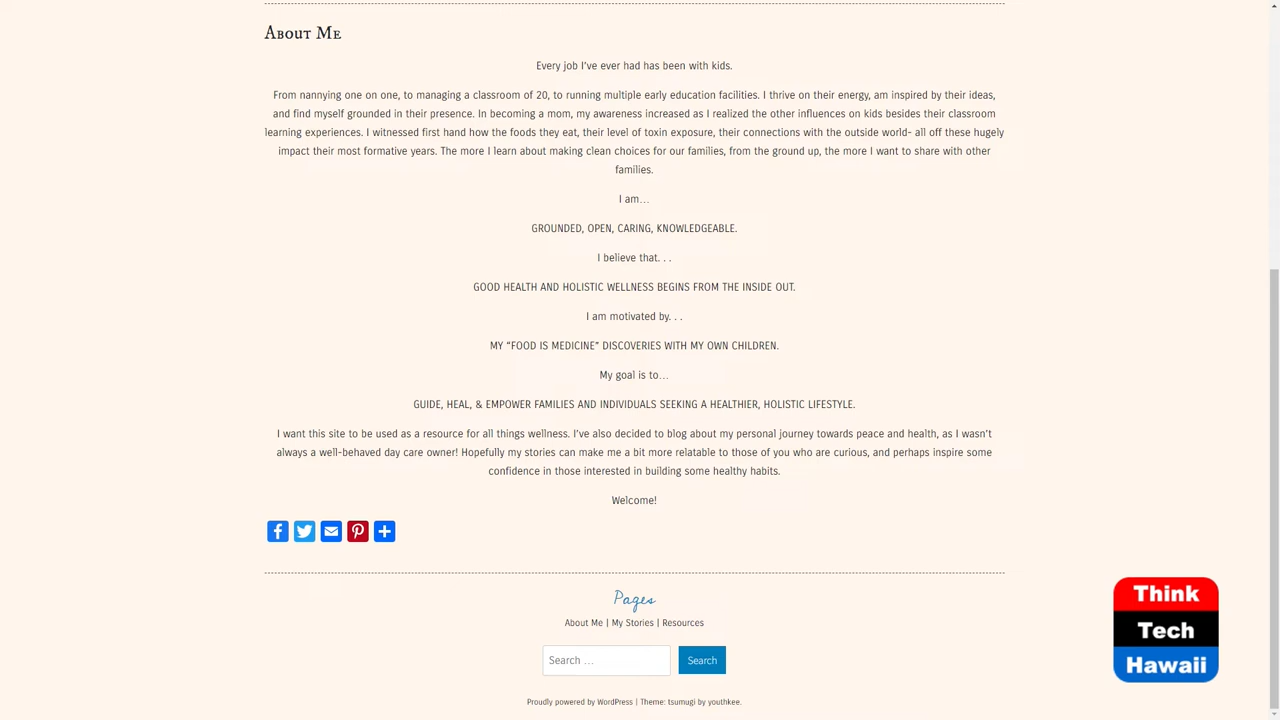 About Me
Every job I've ever had has been with kids.
From nannying one on one, to managing a classroom of 20, to running multiple early education facilities. I thrive on their energy, am inspired by their ideas,
and find myself grounded in their presence. In becoming a mom, my awareness increased as I realized the other influences on kids besides their classroom
learning experiences. I witnessed first hand how the foods they eat, their level of toxin exposure, their connections with the outside world- all off these hugely
impact their most formative years. The more I learn about making clean choices for our families, from the ground up, the more I want to share with other
families.
I am…
GROUNDED, OPEN, CARING, KNOWLEDGEABLE.
I believe that. . .
GOOD HEALTH AND HOLISTIC WELLNESS BEGINS FROM THE INSIDE OUT.
I am motivated by. . .
MY “FOOD IS MEDICINE” DISCOVERIES WITH MY OWN CHILDREN.
My goal is to…
GUIDE, HEAL, & EMPOWER FAMILIES AND INDIVIDUALS SEEKING A HEALTHIER, HOLISTIC LIFESTYLE.
I want this site to be used as a resource for all things wellness. I've also decided to blog about my personal journey towards peace and health, as I wasn't
always a well-behaved day care owner! Hopefully my stories can make me a bit more relatable to those of you who are curious, and perhaps inspire some
confidence in those interested in building some healthy habits.
Welcome!
Pages
About Me | My Stories | Resources
Search … Search
Proudly powered by WordPress | Theme: tsumugi by youthkee.
Think
Tech
Hawaii